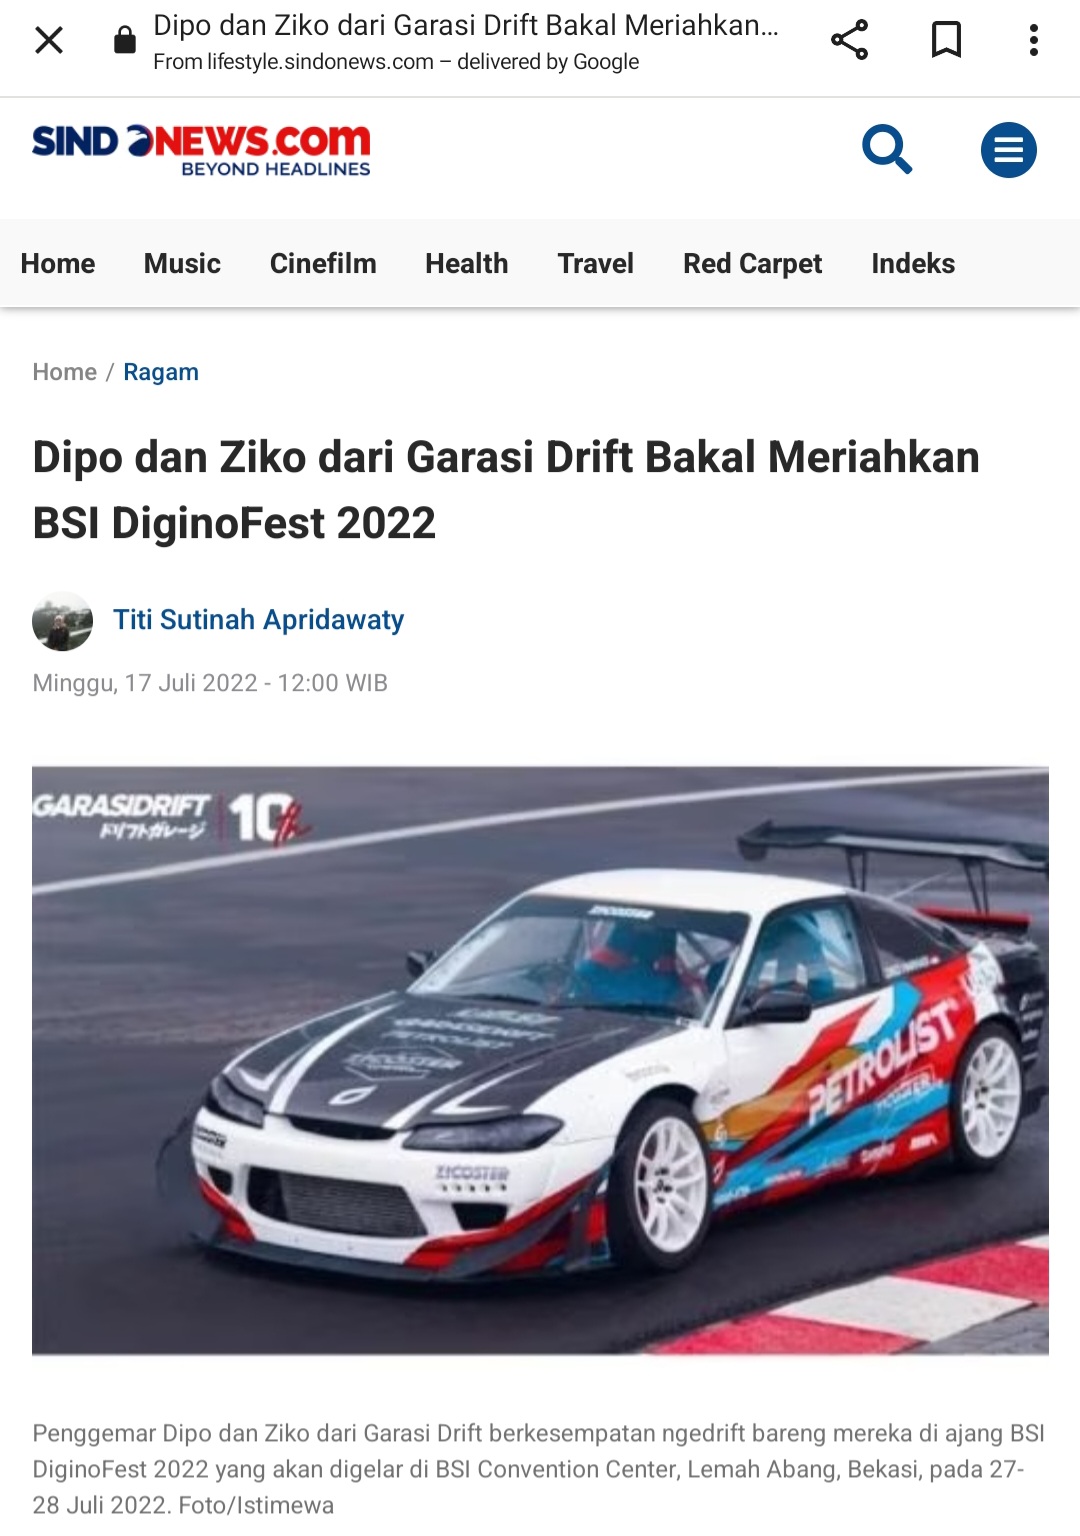 Dipo dan Ziko dari Garasi Drift Bakal Meriahkan...
From lifestyle.sindonews.com – delivered by Google
SINDONEWS.com
BEYOND HEADLINES
Home Music Cinefilm Health Travel Red Carpet Indeks
Home / Ragam
Dipo dan Ziko dari Garasi Drift Bakal Meriahkan
BSI DiginoFest 2022
Titi Sutinah Apridawaty
Minggu, 17 Juli 2022 - 12:00 WIB
GARASIDRIFT 10th
ドリフトガレージ
ZICOSTER
PETROLIST
ZICOSTER
Penggemar Dipo dan Ziko dari Garasi Drift berkesempatan ngedrift bareng mereka di ajang BSI
DiginoFest 2022 yang akan digelar di BSI Convention Center, Lemah Abang, Bekasi, pada 27-
28 Juli 2022. Foto/Istimewa